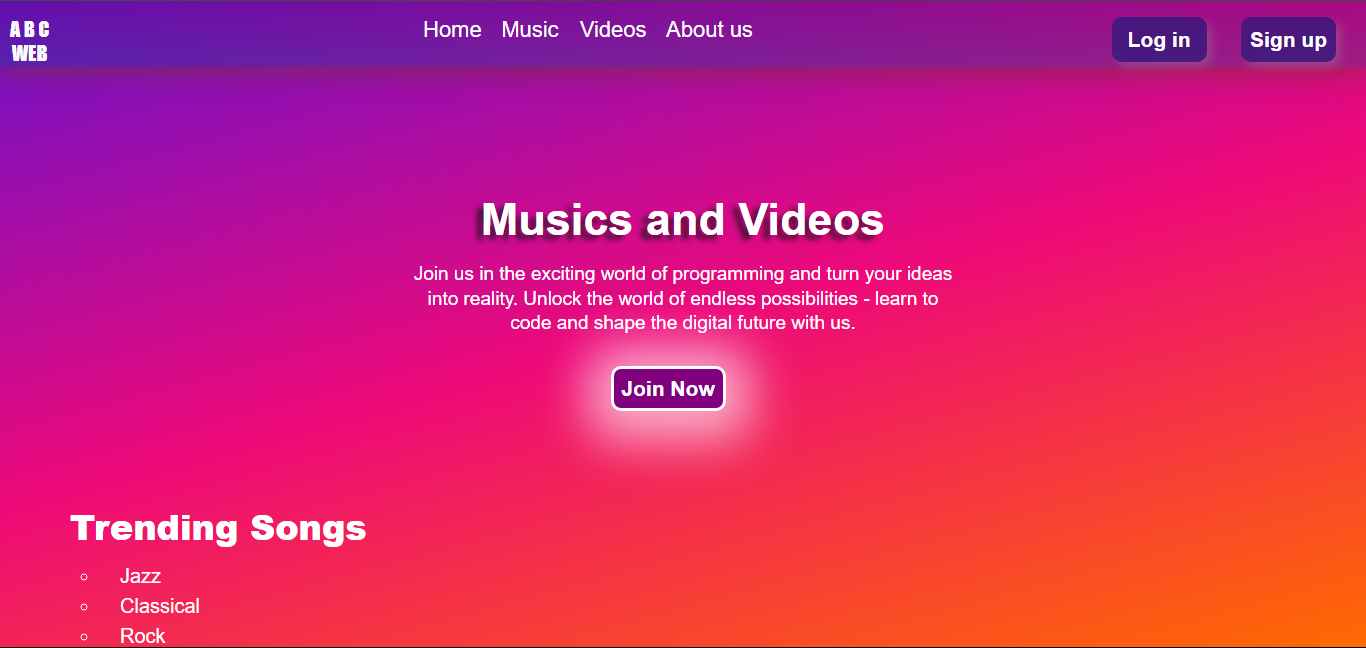 A B C
WEB
Home Music Videos About us
Log in Sign up
Musics and Videos
Join us in the exciting world of programming and turn your ideas
into reality. Unlock the world of endless possibilities - learn to
code and shape the digital future with us.
Join Now
Trending Songs
Jazz
Classical
Rock